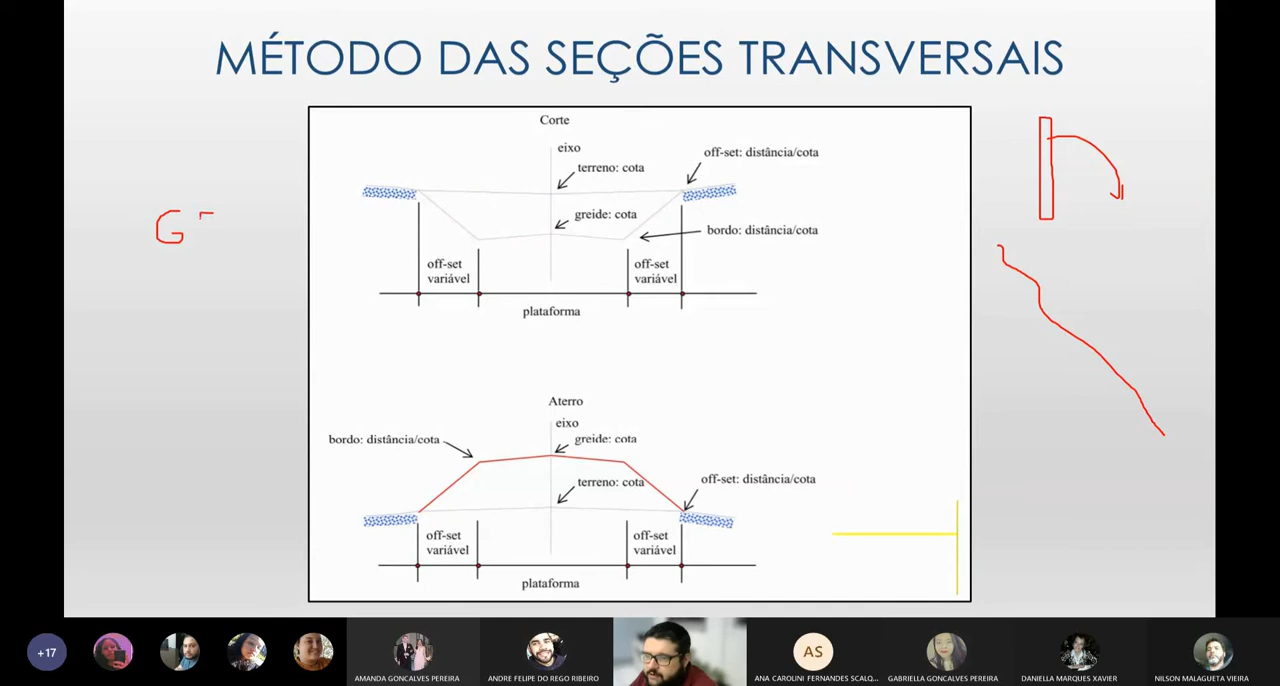 MÉTODO DAS SEÇÕES TRANSVERSAIS
Corte
eixo
terreno: cota
off-set: distância/cota
greide: cota
bordo: distância/cota
off-set
variável
off-set
variável
plataforma
Aterro
eixo
bordo: distância/cota
greide: cota
terreno: cota
off-set: distância/cota
off-set
variável
off-set
variável
plataforma
G
+17
AMANDA GONCALVES PEREIRA
ANDRE FELIPE DO REGO RIBEIRO
AS
ANA CAROLINI FERNANDES SCALQ...
GABRIELLA GONCALVES PEREIRA
DANIELLA MARQUES XAVIER
NILSON MALAGUETA VIEIRA